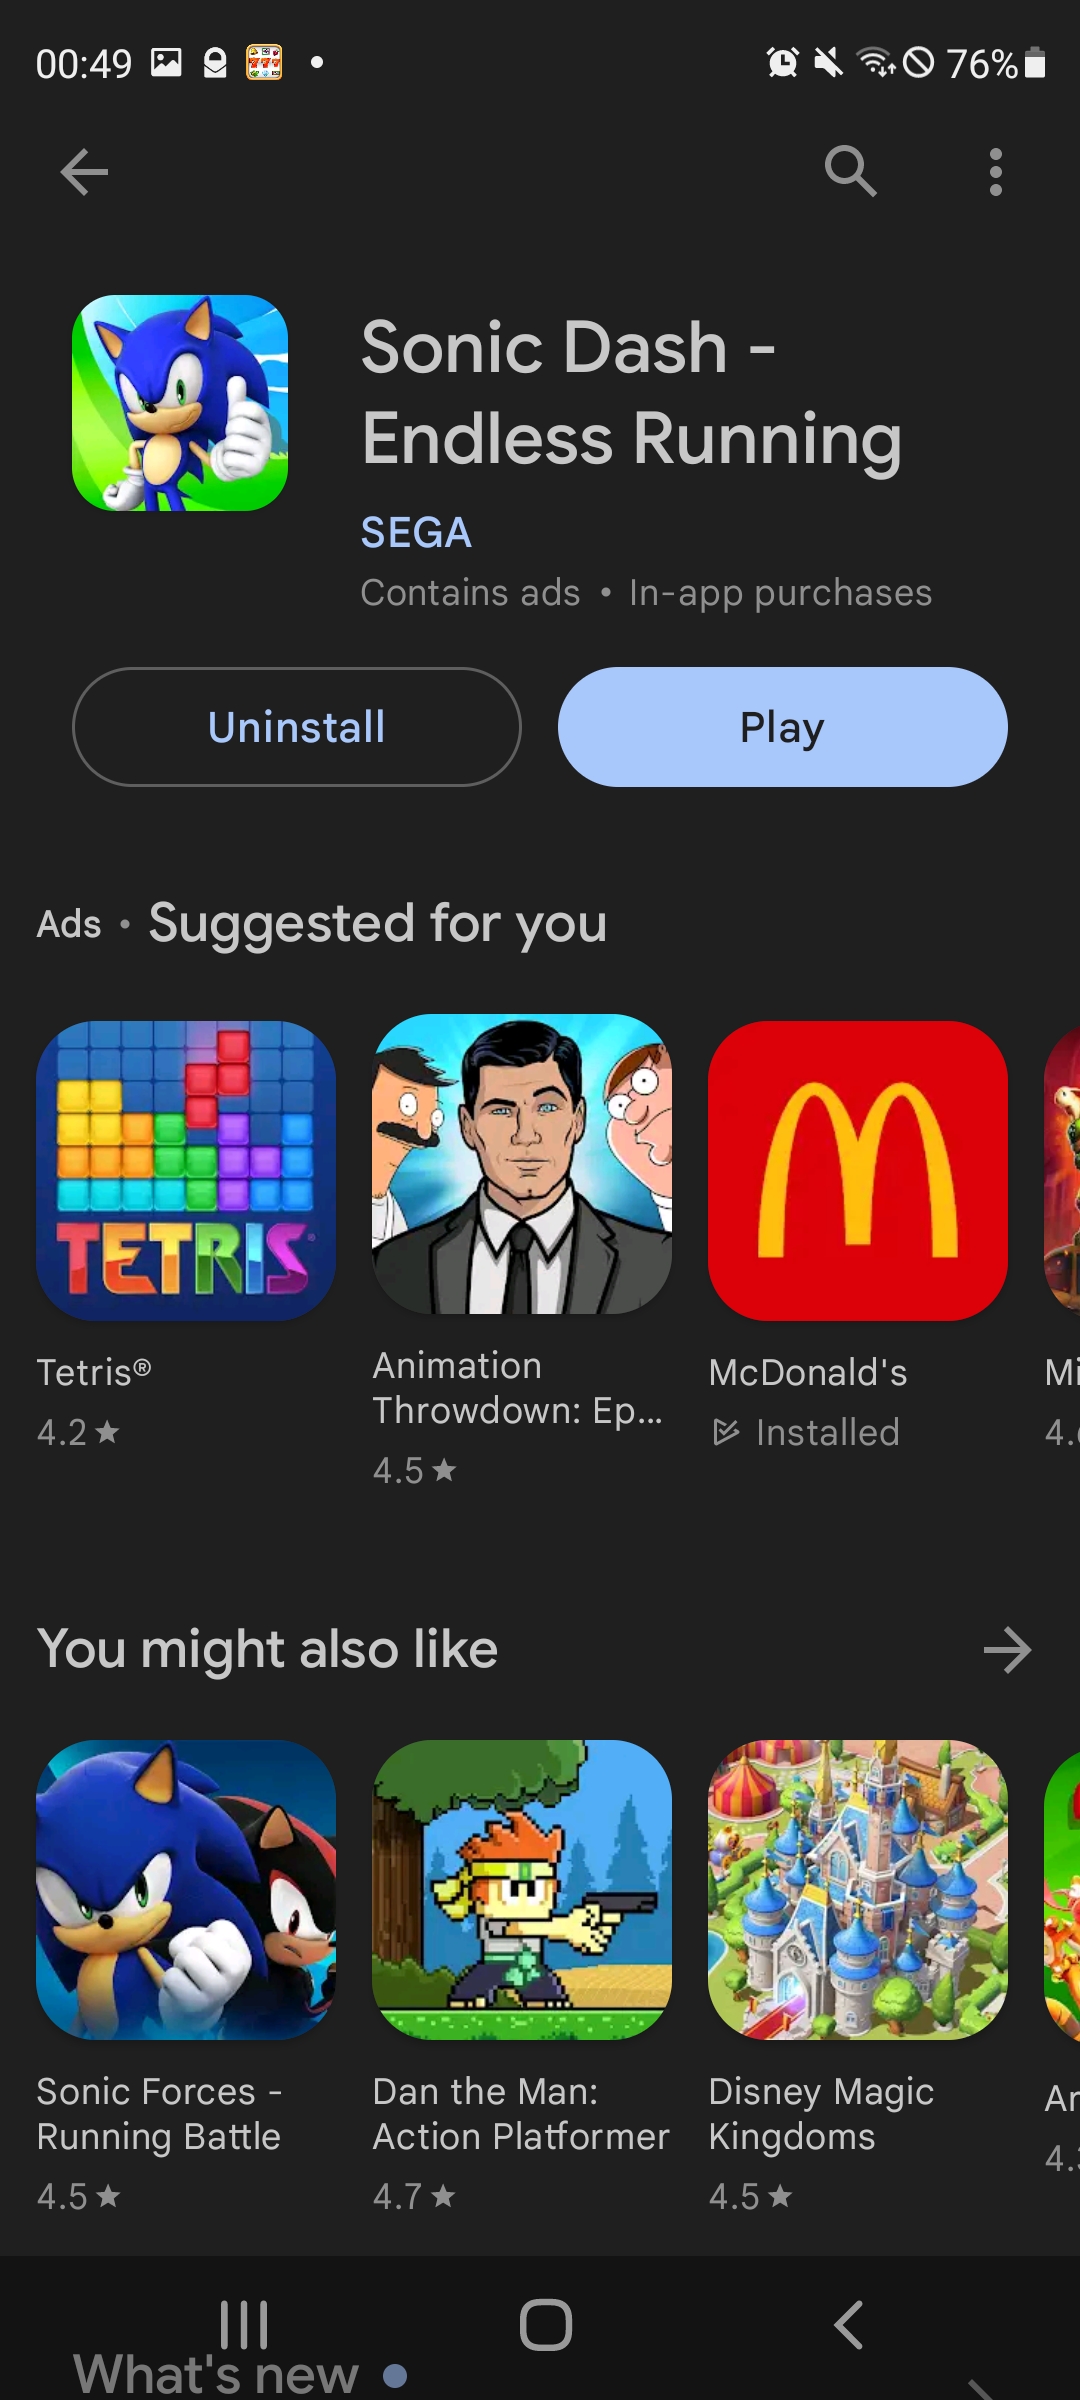 00:49
76%
Sonic Dash -
Endless Running
SEGA
Contains ads • In-app purchases
Uninstall
Play
Ads • Suggested for you
TETRIS
Tetris®
4.2★
Animation
Throwdown: Ep...
4.5★
McDonald's
Installed
Mi
4.
You might also like
Sonic Forces -
Running Battle
4.5★
Dan the Man:
Action Platformer
4.7★
Disney Magic
Kingdoms
4.5★
4.
What's new